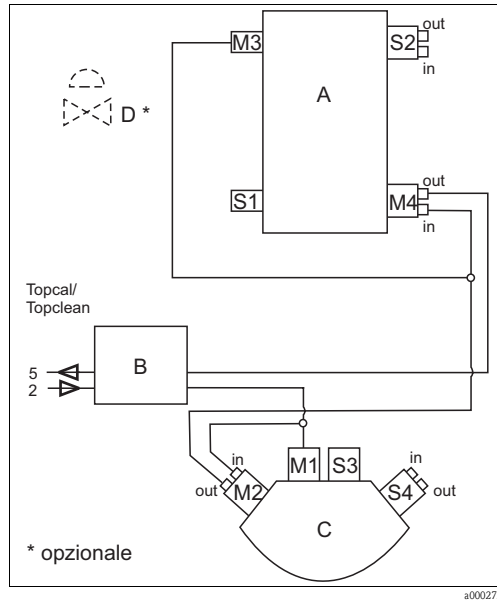 M3
S2
out
in
A
D *
S1
M4
out
in
Topcal/
Topclean
5
2
B
in
out
M2
M1
S3
S4
in
out
C
* opzionale
a00027